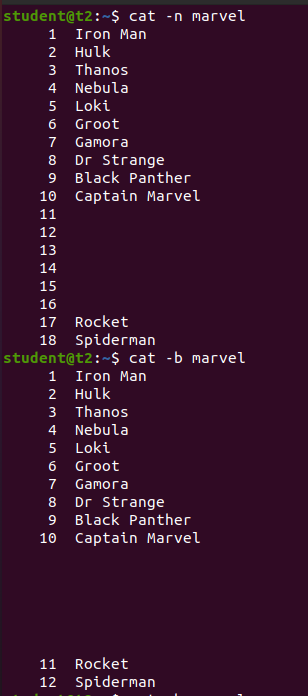 student@t2:~$ cat -n marvel
     1  Iron Man
     2  Hulk
     3  Thanos
     4  Nebula
     5  Loki
     6  Groot
     7  Gamora
     8  Dr Strange
     9  Black Panther
    10  Captain Marvel
    11
    12
    13
    14
    15
    16
    17  Rocket
    18  Spiderman
student@t2:~$ cat -b marvel
     1  Iron Man
     2  Hulk
     3  Thanos
     4  Nebula
     5  Loki
     6  Groot
     7  Gamora
     8  Dr Strange
     9  Black Panther
    10  Captain Marvel
    11  Rocket
    12  Spiderman